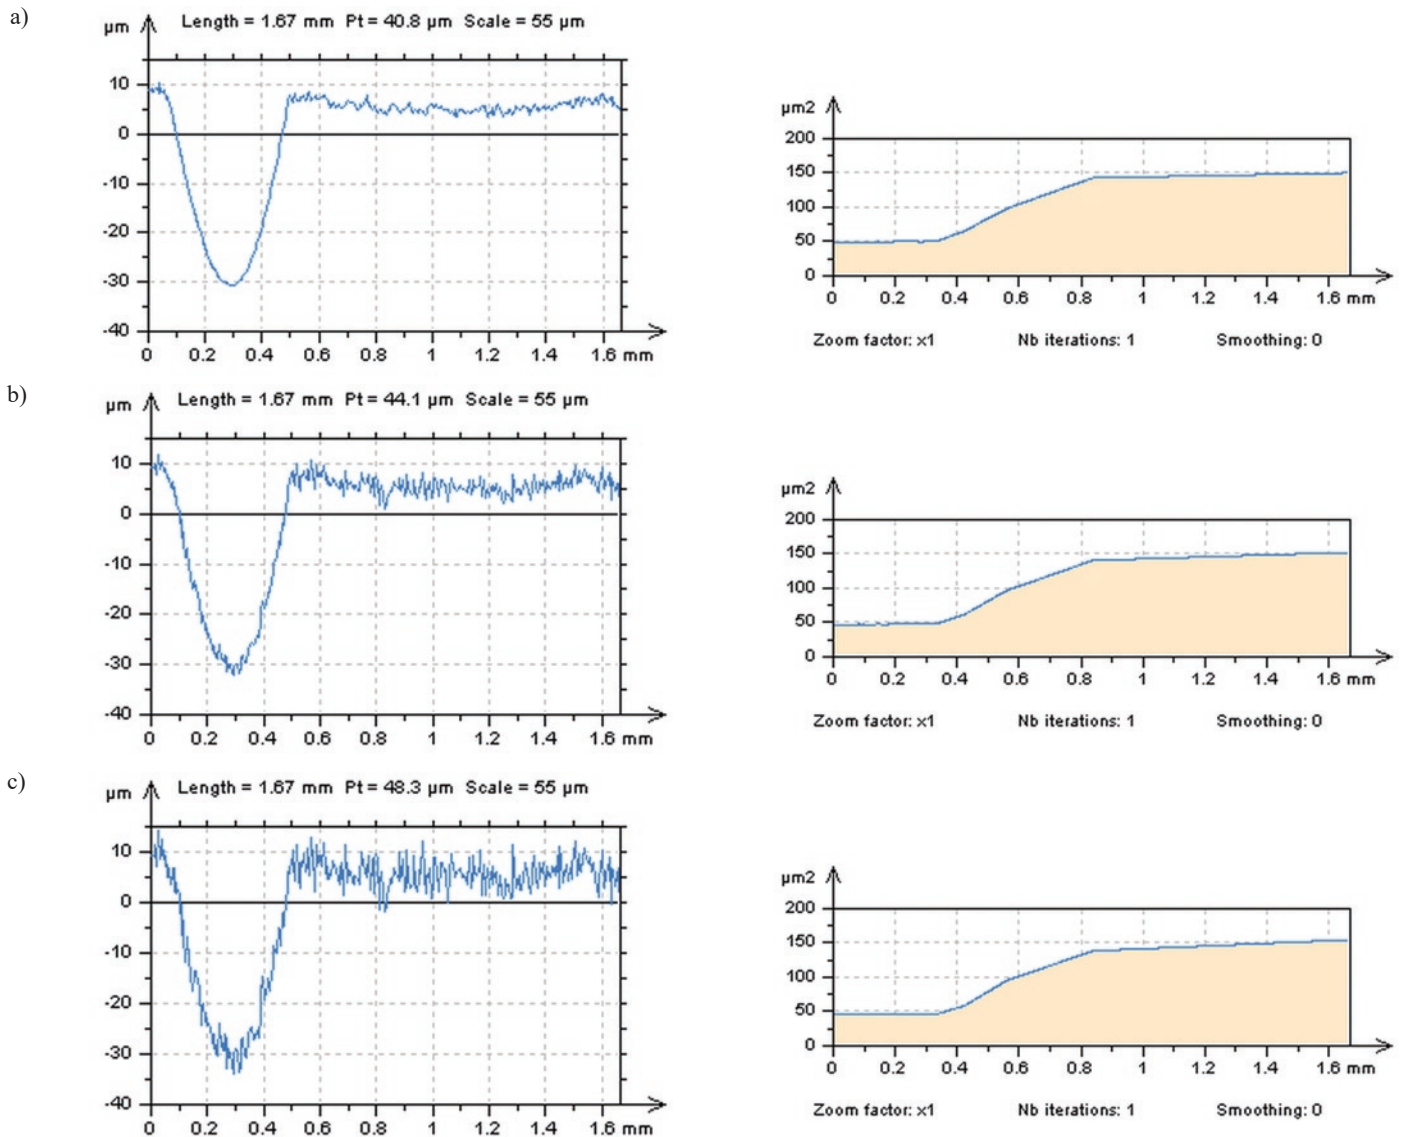 a)
µm Length = 1.67 mm Pt = 40.8 µm Scale = 55 µm
10
0
-10
-20
-30
-40
0 0.2 0.4 0.6 0.8 1 1.2 1.4 1.6 mm
µm2
200
150
100
50
0
0 0.2 0.4 0.6 0.8 1 1.2 1.4 1.6 mm
Zoom factor: x1 Nb iterations: 1 Smoothing: 0
b)
µm Length = 1.67 mm Pt = 44.1 µm Scale = 55 µm
10
0
-10
-20
-30
-40
0 0.2 0.4 0.6 0.8 1 1.2 1.4 1.6 mm
µm2
200
150
100
50
0
0 0.2 0.4 0.6 0.8 1 1.2 1.4 1.6 mm
Zoom factor: x1 Nb iterations: 1 Smoothing: 0
c)
µm Length = 1.67 mm Pt = 48.3 µm Scale = 55 µm
10
0
-10
-20
-30
-40
0 0.2 0.4 0.6 0.8 1 1.2 1.4 1.6 mm
µm2
200
150
100
50
0
0 0.2 0.4 0.6 0.8 1 1.2 1.4 1.6 mm
Zoom factor: x1 Nb iterations: 1 Smoothing: 0